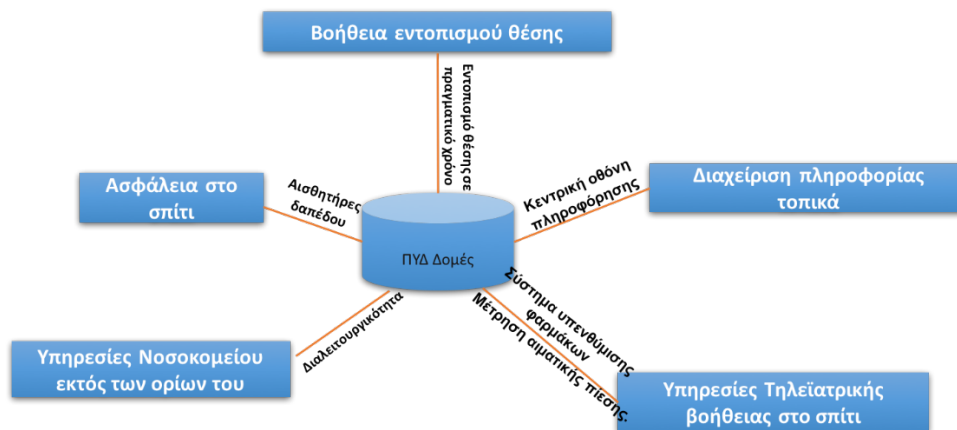 Βοήθεια εντοπισμού θέσης
Εντοπισμό θέσης σε
πραγματικό χρόνο
Ασφάλεια στο
σπίτι
Αισθητήρες
δαπέδου
Κεντρική οθόνη
πληροφόρησης
Διαχείριση πληροφορίας
τοπικά
ΠΥΔ Δομές
Διαλειτουργικότητα
Σύστημα υπενθύμισης
φαρμάκων
Μέτρηση αιματικής πίεσης.
Υπηρεσίες Νοσοκομείου
εκτός των ορίων του
Υπηρεσίες Τηλεϊατρικής
βοήθειας στο σπίτι